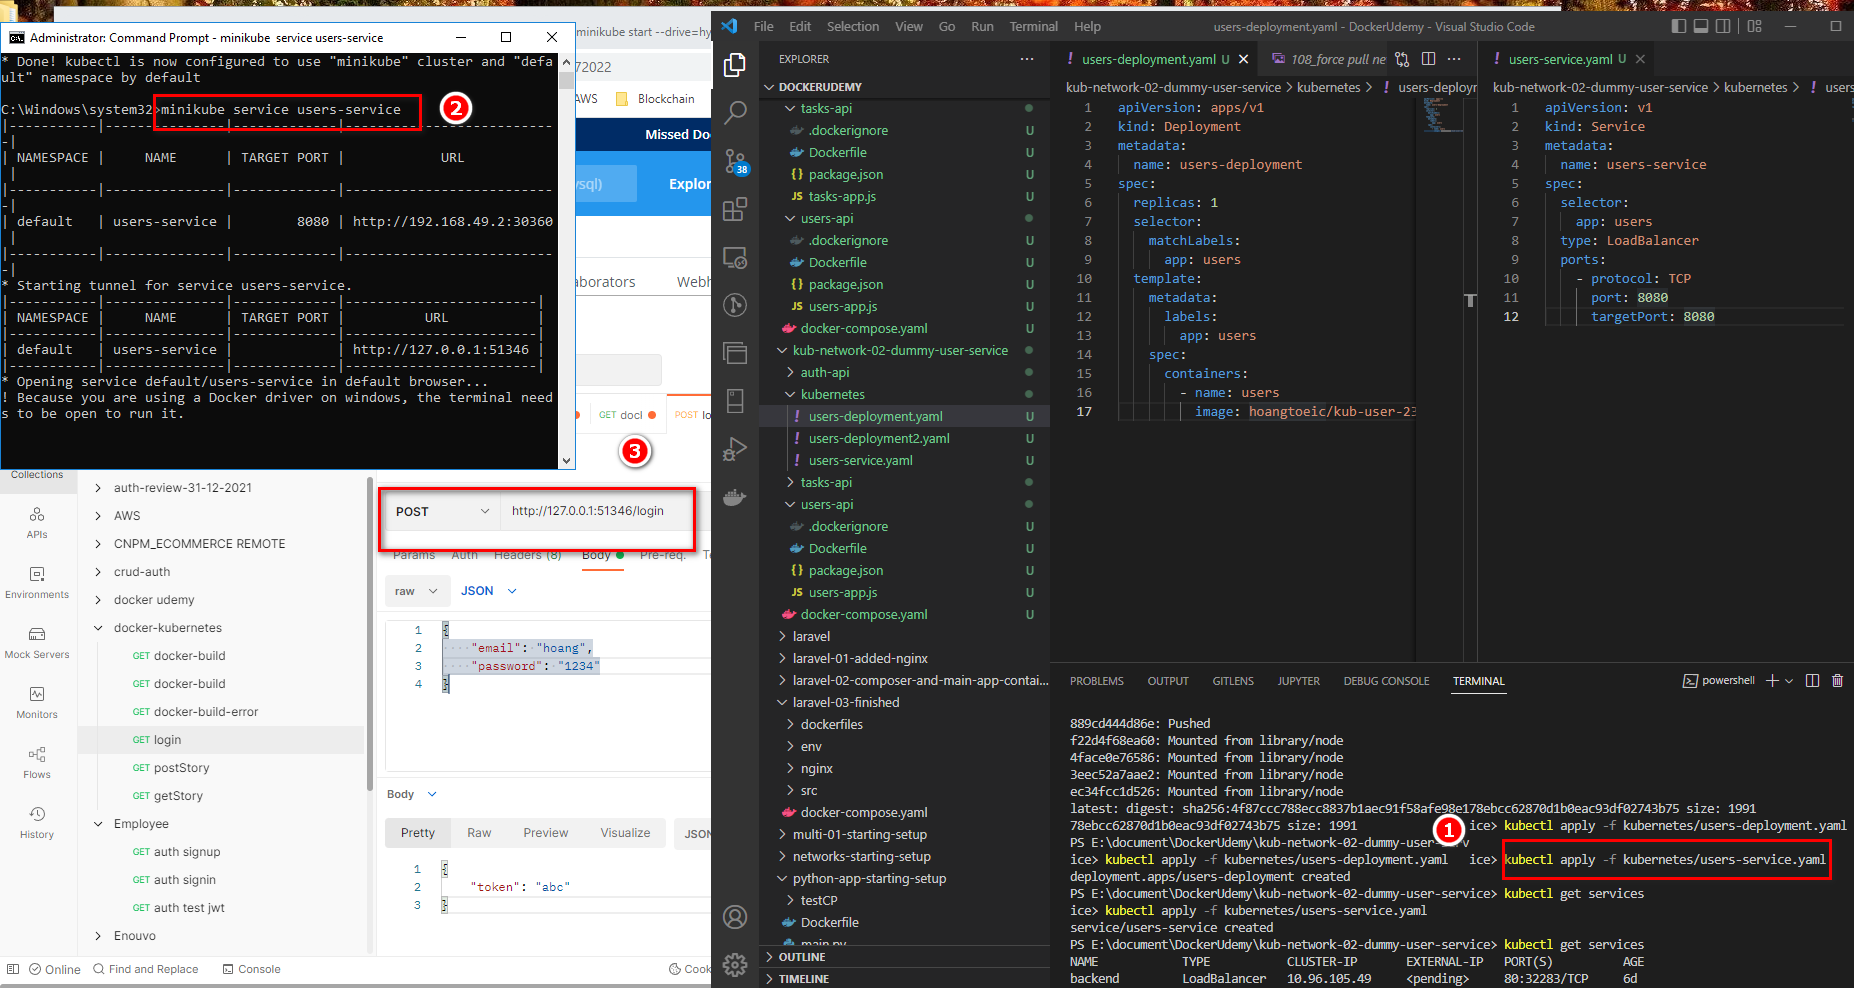 Administrator: Command Prompt - minikube service users-service
* Done! kubectl is now configured to use "minikube" cluster and "defa
ult" namespace by default
C:\Windows\system32>minikube service users-service
2
|-----------|---------------|-------------|--------------------------
-|
| NAMESPACE |     NAME      | TARGET PORT |            URL
 |
|-----------|---------------|-------------|--------------------------
-|
| default   | users-service |        8080 | http://192.168.49.2:30360
 |
|-----------|---------------|-------------|--------------------------
-|
* Starting tunnel for service users-service.
|-----------|---------------|-------------|------------------------|
| NAMESPACE |     NAME      | TARGET PORT |          URL           |
|-----------|---------------|-------------|------------------------|
| default   | users-service |             | http://127.0.0.1:51346 |
|-----------|---------------|-------------|------------------------|
* Opening service default/users-service in default browser...
! Because you are using a Docker driver on windows, the terminal need
s to be open to run it.
minikube start --drive=hy
72022
AWS Blockchain
Missed Do
ysql) Explor
aborators Webh
GET docl POST lo
3
Collections
APIs
Environments
Mock Servers
Monitors
Flows
History
auth-review-31-12-2021
AWS
CNPM_ECOMMERCE REMOTE
crud-auth
docker udemy
docker-kubernetes
GET docker-build
GET docker-build
GET docker-build-error
GET login
GET postStory
GET getStory
Employee
GET auth signup
GET auth signin
GET auth test jwt
Enouvo
POST http://127.0.0.1:51346/login
Params Auth Headers (8) Body Pre-req.
raw JSON
1 {
2 "email": "hoang",
3 "password": "1234"
4 }
Body
Pretty Raw Preview Visualize JSON
1 {
2 "token": "abc"
3 }
Online Find and Replace Console Cook
File Edit Selection View Go Run Terminal Help
users-deployment.yaml - DockerUdemy - Visual Studio Code
38
EXPLORER
DOCKERUDEMY
tasks-api
.dockerignore U
Dockerfile U
package.json U
tasks-app.js U
users-api
.dockerignore U
Dockerfile U
package.json U
users-app.js U
docker-compose.yaml U
kub-network-02-dummy-user-service
auth-api
kubernetes
users-deployment.yaml U
users-deployment2.yaml U
users-service.yaml U
tasks-api
users-api
.dockerignore U
Dockerfile U
package.json U
users-app.js U
docker-compose.yaml U
laravel
laravel-01-added-nginx
laravel-02-composer-and-main-app-contai...
laravel-03-finished
dockerfiles
env
nginx
src
docker-compose.yaml
multi-01-starting-setup
networks-starting-setup
python-app-starting-setup
testCP
Dockerfile
main.py
OUTLINE
TIMELINE
users-deployment.yaml U
108_force pull ne
kub-network-02-dummy-user-service > kubernetes > users-deployn
1 apiVersion: apps/v1
2 kind: Deployment
3 metadata:
4 name: users-deployment
5 spec:
6 replicas: 1
7 selector:
8 matchLabels:
9 app: users
10 template:
11 metadata:
12 labels:
13 app: users
14 spec:
15 containers:
16 - name: users
17 image: hoangtoeic/kub-user-23
users-service.yaml U
kub-network-02-dummy-user-service > kubernetes > users
1 apiVersion: v1
2 kind: Service
3 metadata:
4 name: users-service
5 spec:
6 selector:
7 app: users
8 type: LoadBalancer
9 ports:
10 - protocol: TCP
11 port: 8080
12 targetPort: 8080
PROBLEMS OUTPUT GITLENS JUPYTER DEBUG CONSOLE TERMINAL
powershell
889cd444d86e: Pushed
f22d4f68ea60: Mounted from library/node
4face0e76586: Mounted from library/node
3eec52a7aae2: Mounted from library/node
ec34fcc1d526: Mounted from library/node
latest: digest: sha256:4f87ccc788ecc8837b1aec91f58afe98e178ebcc62870d1b0eac93df02743b75 size: 1991
78ebcc62870d1b0eac93df02743b75 size: 1991 ice> kubectl apply -f kubernetes/users-deployment.yaml
1
PS E:\document\DockerUdemy\kub-network-02-dummy-user-serv
ice> kubectl apply -f kubernetes/users-deployment.yaml ice> kubectl apply -f kubernetes/users-service.yaml
deployment.apps/users-deployment created
PS E:\document\DockerUdemy\kub-network-02-dummy-user-service> kubectl get services
ice> kubectl apply -f kubernetes/users-service.yaml
service/users-service created
PS E:\document\DockerUdemy\kub-network-02-dummy-user-service> kubectl get services
NAME TYPE CLUSTER-IP EXTERNAL-IP PORT(S) AGE
backend LoadBalancer 10.96.105.49 <pending> 80:32283/TCP 6d